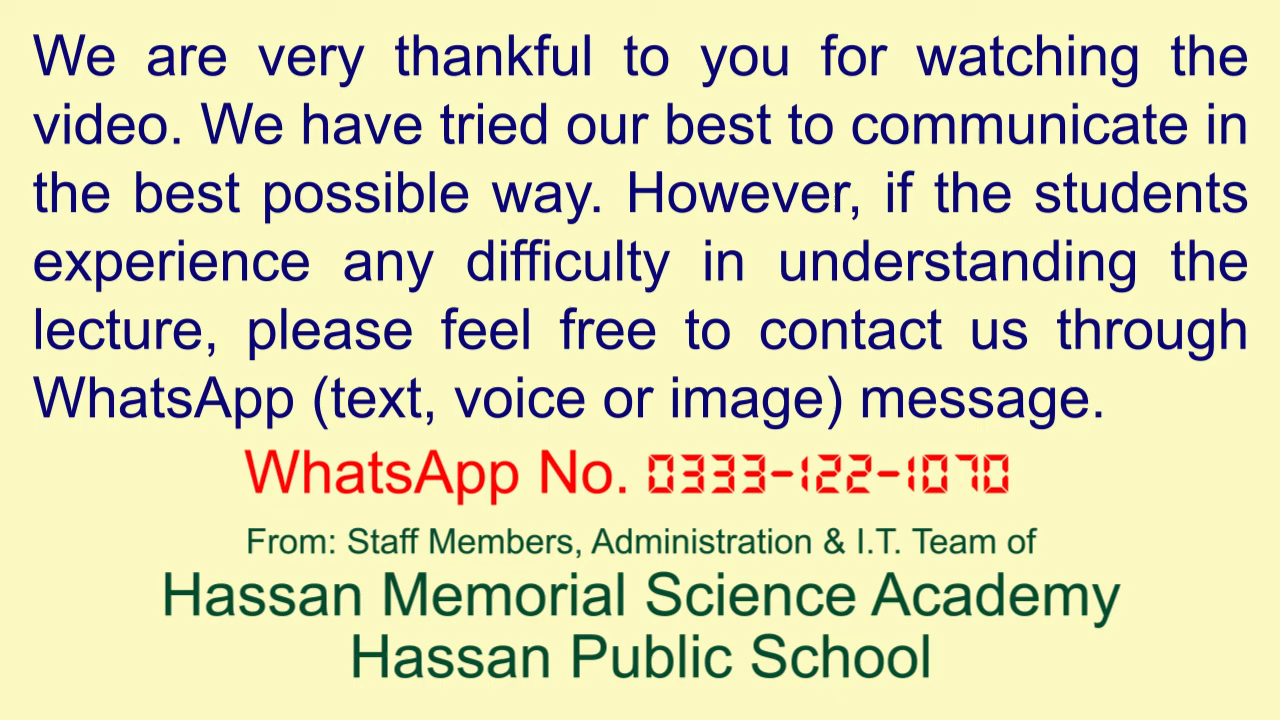 We are very thankful to you for watching the
video. We have tried our best to communicate in
the best possible way. However, if the students
experience any difficulty in understanding the
lecture, please feel free to contact us through
WhatsApp (text, voice or image) message.
WhatsApp No. 0333-122-1070
From: Staff Members, Administration & I.T. Team of
Hassan Memorial Science Academy
Hassan Public School